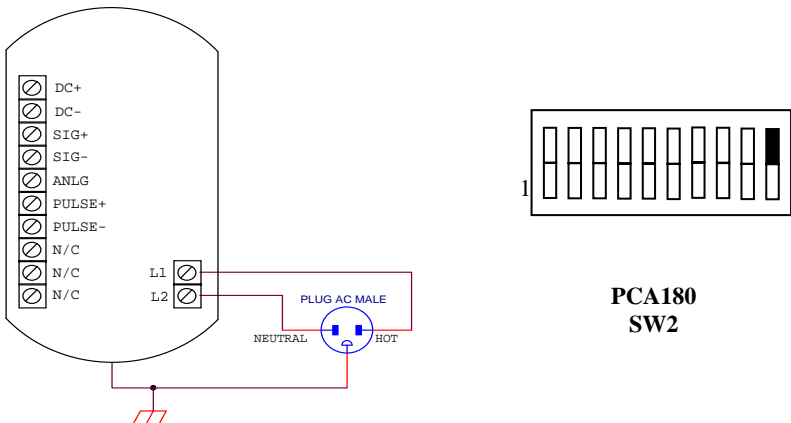 DC+
DC-
SIG+
SIG-
ANLG
PULSE+
PULSE-
N/C
N/C
N/C
L1
L2
PLUG AC MALE
NEUTRAL
HOT
1
PCA180
SW2